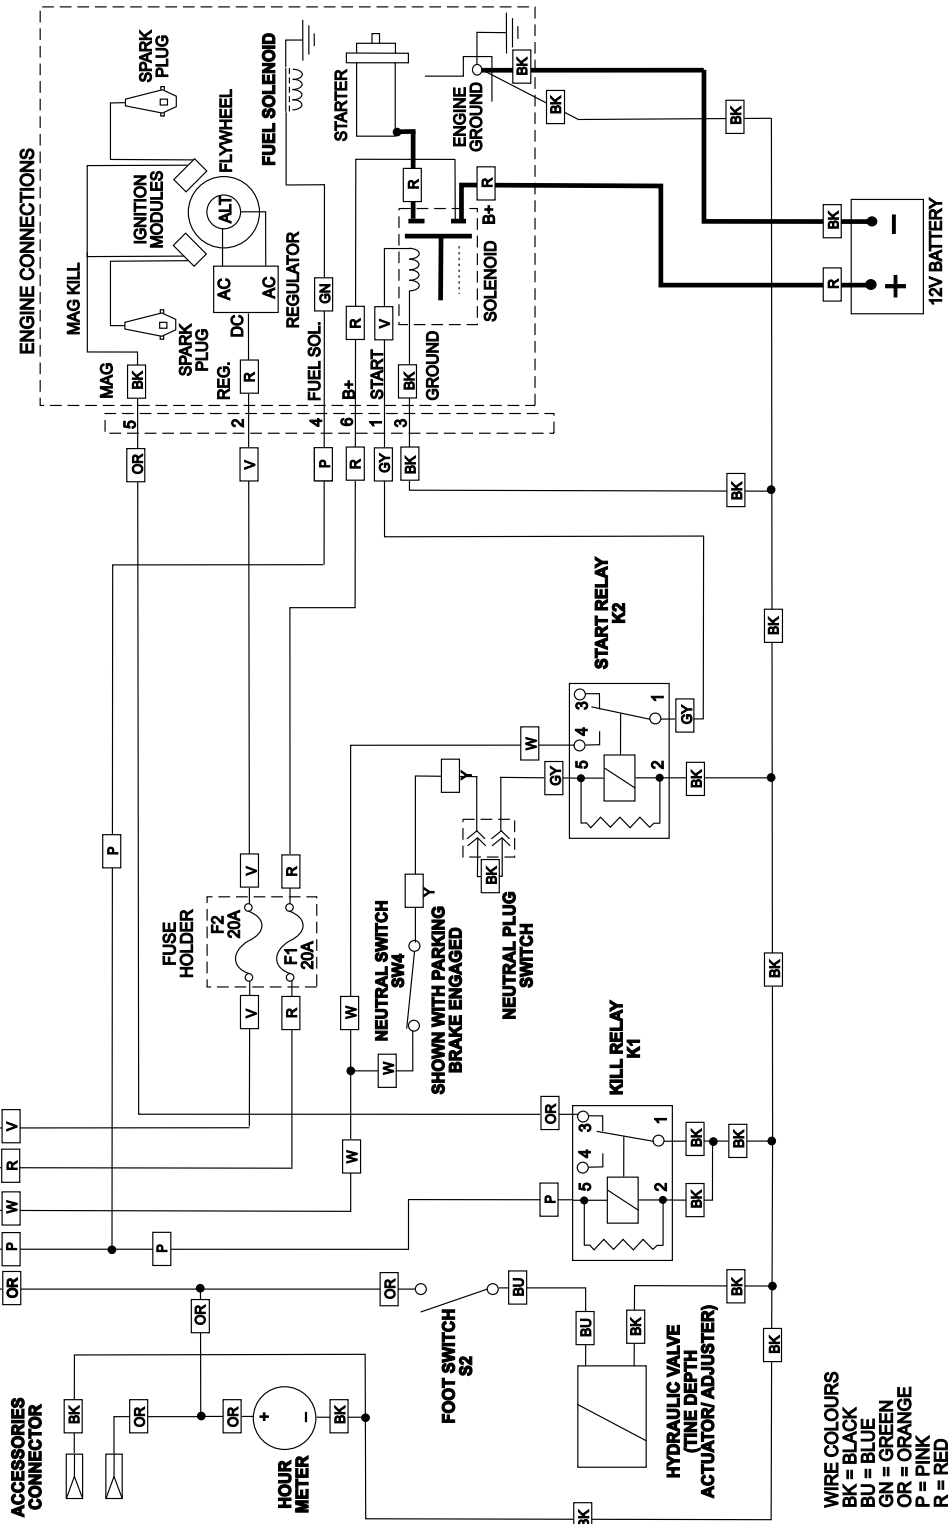 ENGINE CONNECTIONS
SPARK
PLUG
MAG KILL
IGNITION
MODULES
FLYWHEEL
ALT
AC
AC
REGULATOR
DC
SPARK
PLUG
FUEL SOLENOID
STARTER
ENGINE
GROUND
BK
BK
BK
R
R
B+
SOLENOID
BK
R
12V BATTERY
MAG
BK
REG.
R
FUEL SOL.
GN
B+
R
START
V
GROUND
BK
5
2
4
6
1
3
OR
V
P
R
GY
BK
BK
P
START RELAY
K2
BK
W
3
4
5
1
2
GY
GY
BK
Y
Y
BK
NEUTRAL PLUG
SWITCH
FUSE
HOLDER
F2
20A
F1
20A
V
R
V
R
W
NEUTRAL SWITCH
SW4
SHOWN WITH PARKING
BRAKE ENGAGED
W
BK
KILL RELAY
K1
OR
3
4
5
1
2
P
BK
BK
BK
V
R
W
P
OR
W
P
OR
OR
BU
FOOT SWITCH
S2
BU
BK
BK
BK
HYDRAULIC VALVE
(TINE DEPTH
ACTUATOR/ ADJUSTER)
ACCESSORIES
CONNECTOR
BK
OR
OR
BK
HOUR
METER
BK
WIRE COLOURS
BK = BLACK
BU = BLUE
GN = GREEN
OR = ORANGE
P = PINK
R = RED